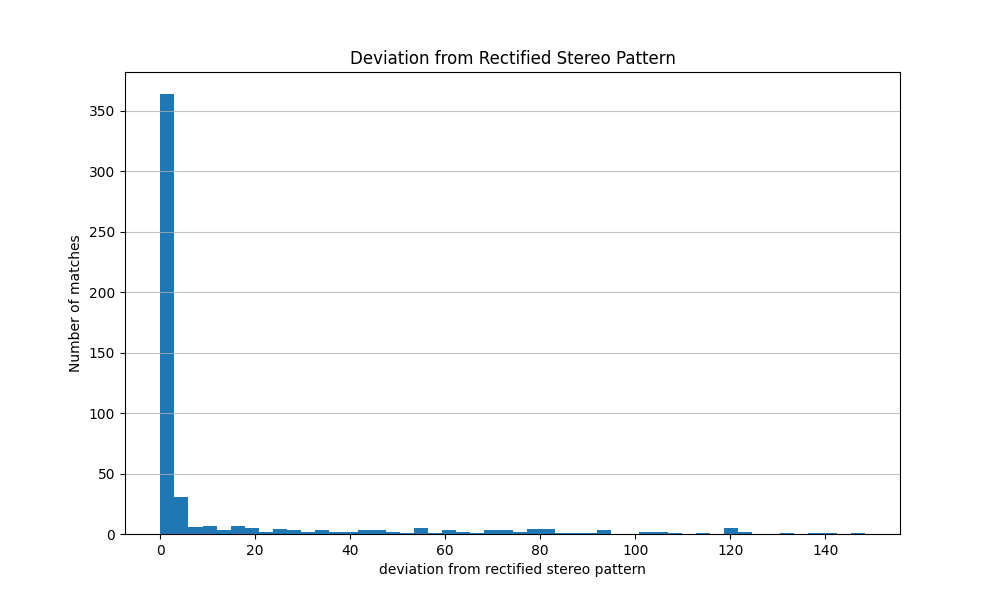 Deviation from Rectified Stereo Pattern
350
300
250
200
150
100
50
0
Number of matches
0 20 40 60 80 100 120 140
deviation from rectified stereo pattern